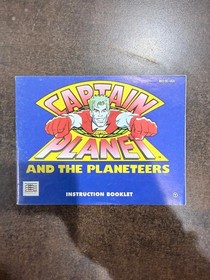 CAPTAIN
PLANET
AND THE PLANETEERS
INSTRUCTION BOOKLET